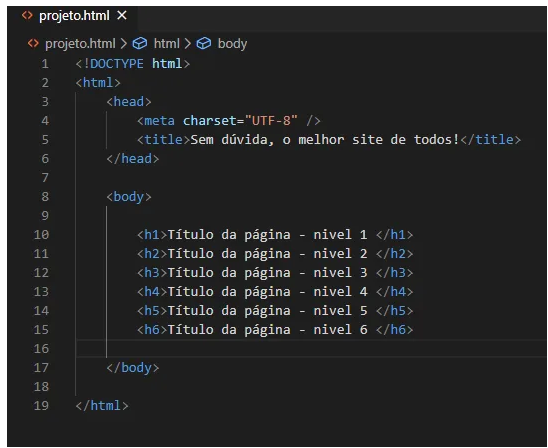 projeto.html
projeto.html > html > body
1 <!DOCTYPE html>
2 <html>
3 <head>
4 <meta charset="UTF-8" />
5 <title>Sem dúvida, o melhor site de todos!</title>
6 </head>
7
8 <body>
9
10 <h1>Título da página - nivel 1 </h1>
11 <h2>Título da página - nivel 2 </h2>
12 <h3>Título da página - nivel 3 </h3>
13 <h4>Título da página - nivel 4 </h4>
14 <h5>Título da página - nivel 5 </h5>
15 <h6>Título da página - nivel 6 </h6>
16
17 </body>
18
19 </html>